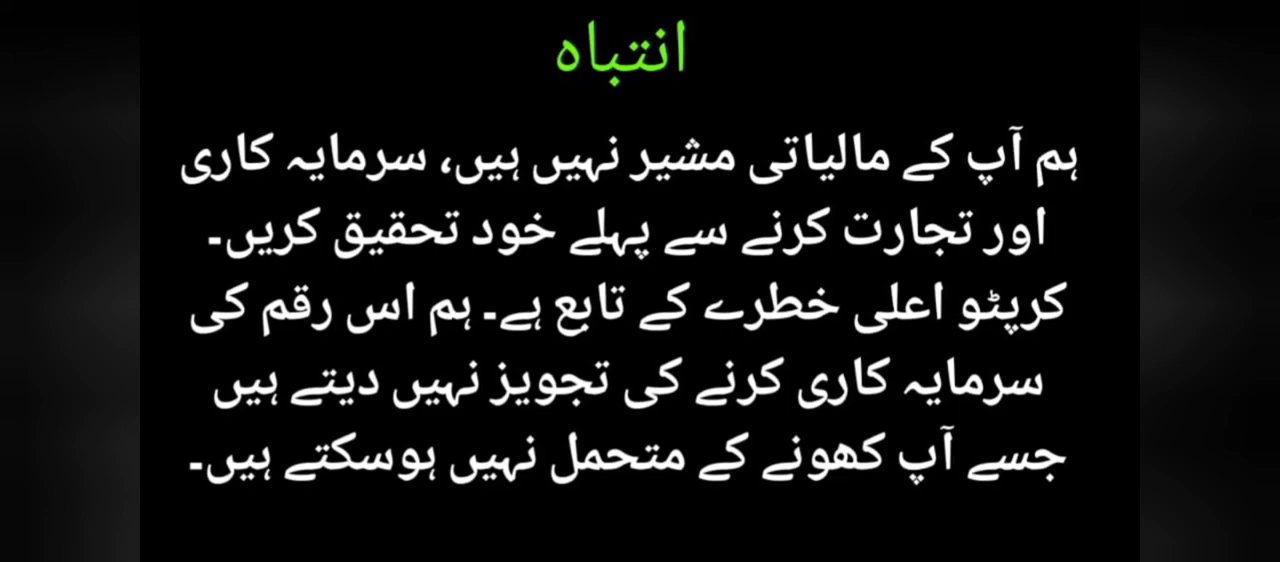 انتباہ
ہم آپ کے مالیاتی مشیر نہیں ہیں، سرمایہ کاری
اور تجارت کرنے سے پہلے خود تحقیق کریں۔
کرپٹو اعلی خطرے کے تابع ہے۔ ہم اس رقم کی
سرمایہ کاری کرنے کی تجویز نہیں دیتے ہیں
جسے آپ کھونے کے متحمل نہیں ہوسکتے ہیں۔